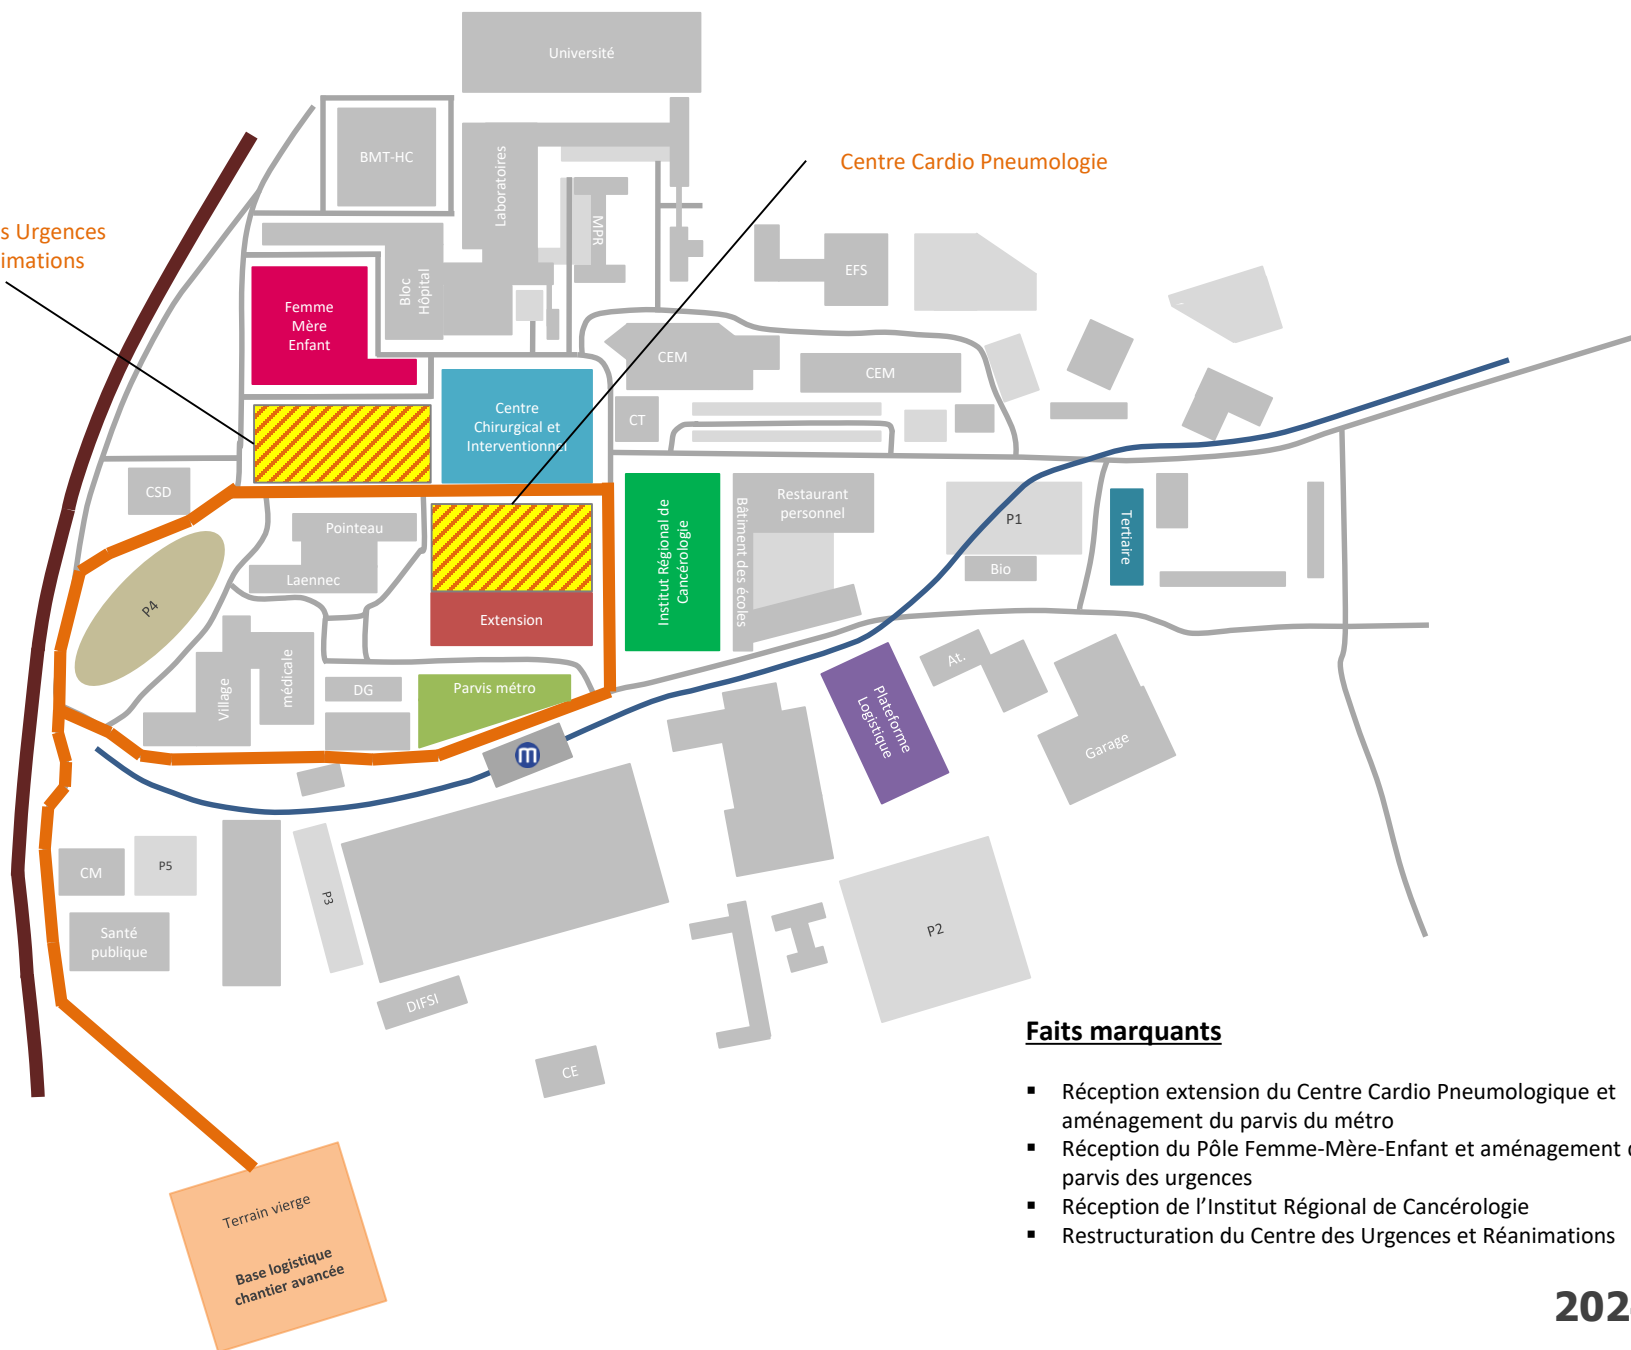 Université
BMT-HC
Laboratoires
MPR
Centre Cardio Pneumologie
s Urgences
imations
EFS
Bloc
Hôpital
Femme
Mère
Enfant
CEM
CEM
Centre
Chirurgical et
Interventionnel
CT
CSD
Pointeau
Laennec
P4
Extension
Institut Régional de
Cancérologie
Bâtiment des écoles
Restaurant
personnel
P1
Bio
Tertiaire
Village
médicale
DG
Parvis métro
m
At.
Plateforme
Logistique
Garage
CM
P5
P3
Santé
publique
P2
DIFSI
CE
Terrain vierge
Base logistique
chantier avancée
Faits marquants
▪ Réception extension du Centre Cardio Pneumologique et
aménagement du parvis du métro
▪ Réception du Pôle Femme-Mère-Enfant et aménagement
parvis des urgences
▪ Réception de l’Institut Régional de Cancérologie
▪ Restructuration du Centre des Urgences et Réanimations
202